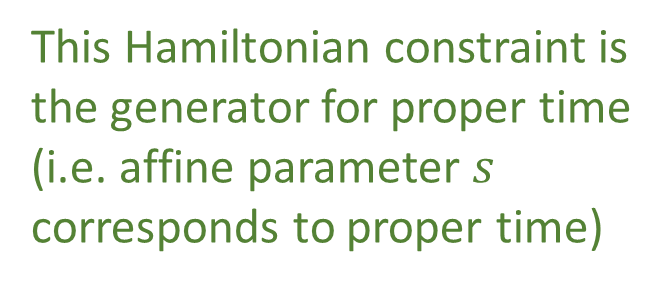 This Hamiltonian constraint is
the generator for proper time
(i.e. affine parameter s
corresponds to proper time)